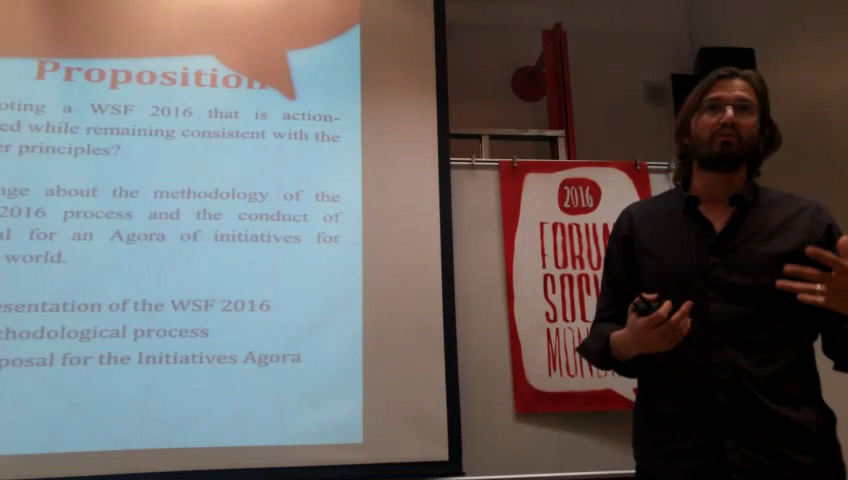 Proposition
oting a WSF 2016 that is action-
ed while remaining consistent with the
er principles?
nge about the methodology of the
2016 process and the conduct of
al for an Agora of initiatives for
world.
esentation of the WSF 2016
thodological process
posal for the Initiatives Agora
2016
FORUM
SOCI
MOND